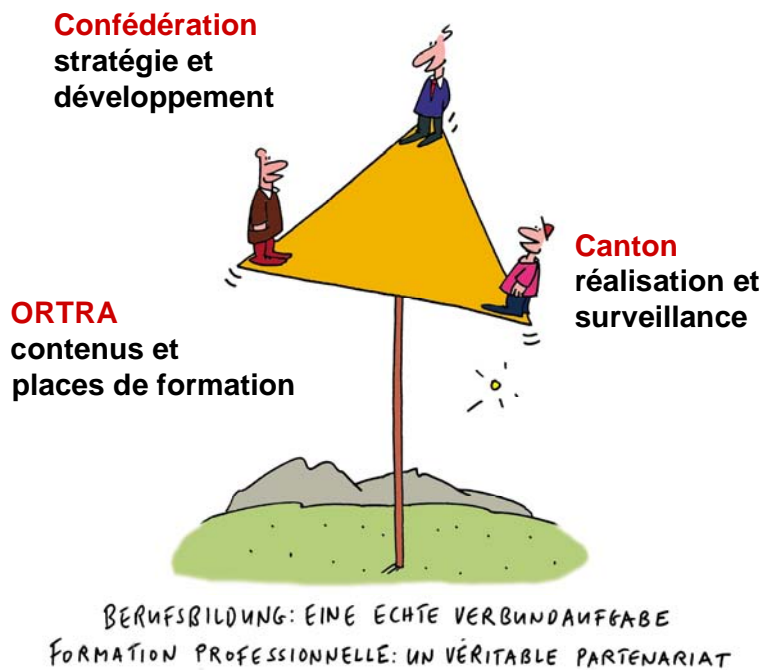 Confédération
stratégie et
développement
Canton
réalisation et
surveillance
ORTRA
contenus et
places de formation
BERUFSBILDUNG: EINE ECHTE VERBUNDAUFGABE
FORMATION PROFESSIONNELLE: UN VÉRITABLE PARTENARIAT